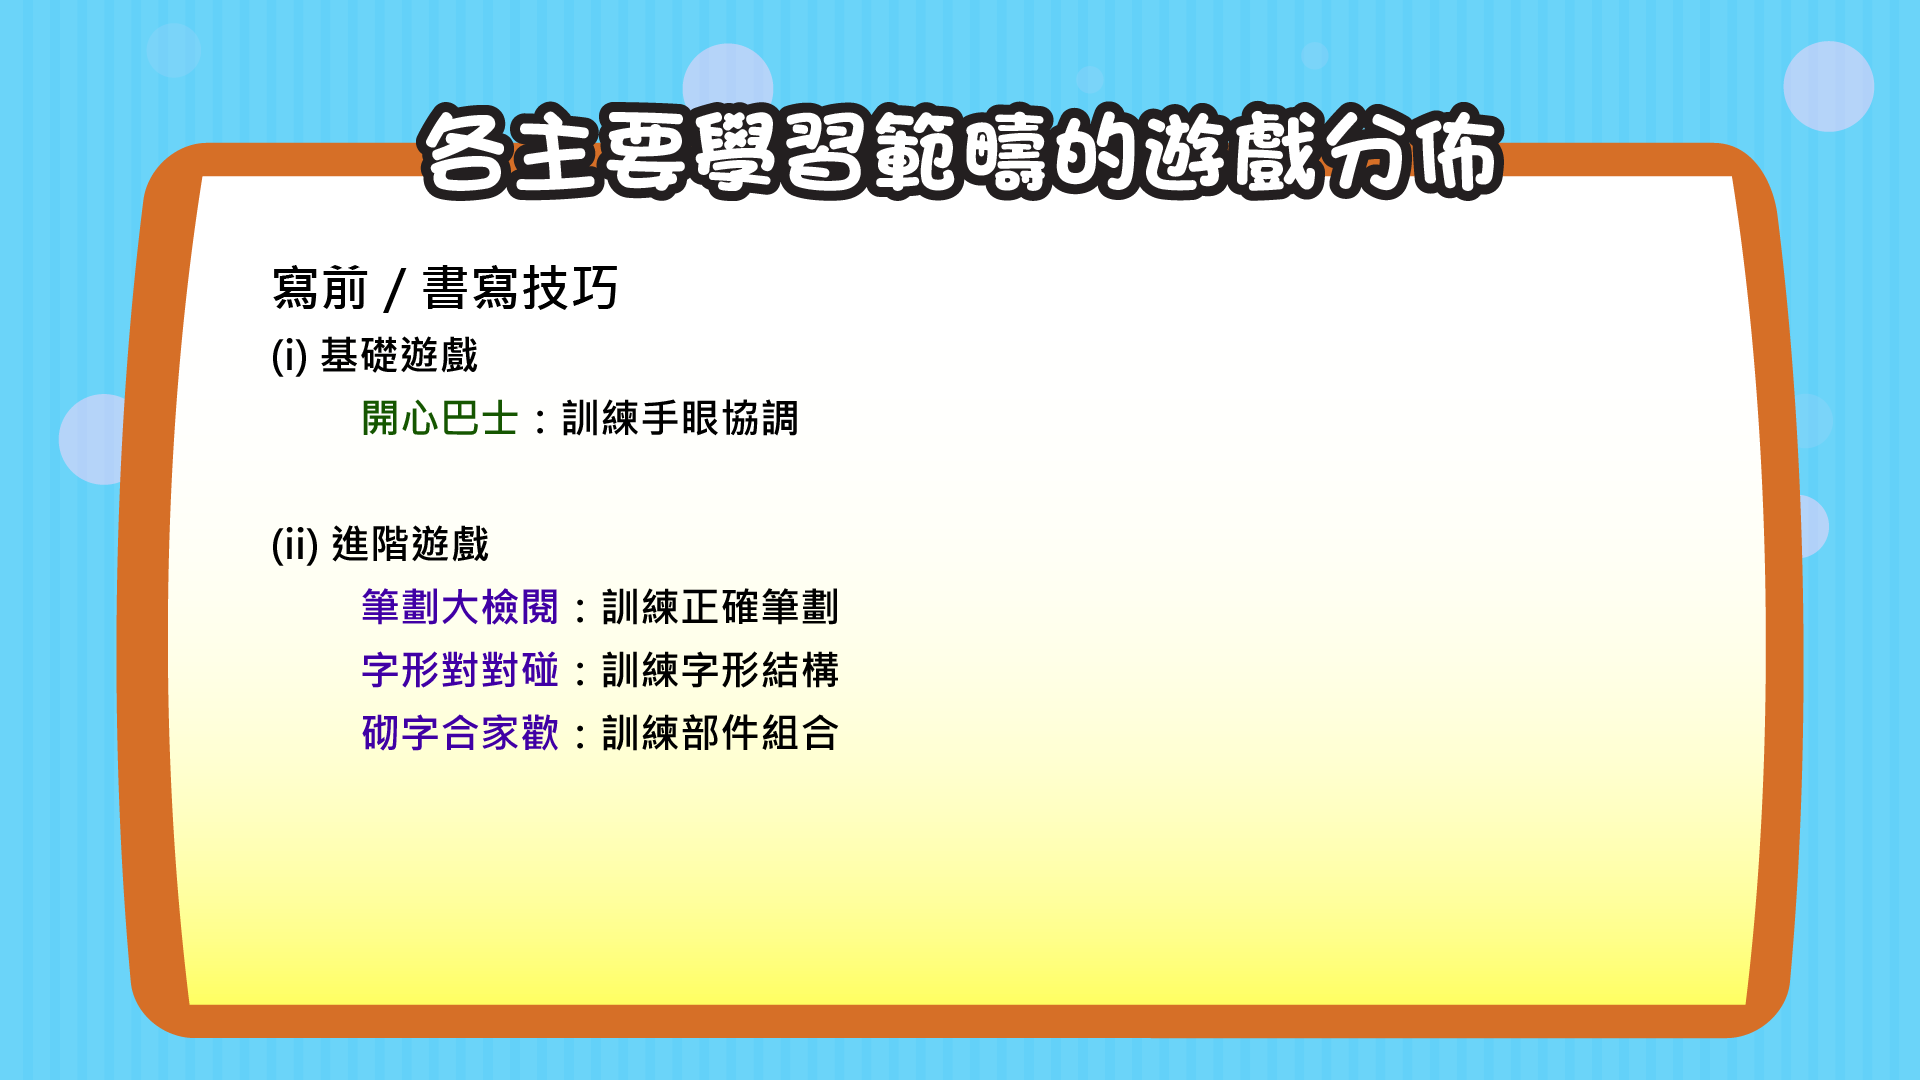 各主要學習範疇的遊戲分佈
寫前 / 書寫技巧
(i) 基礎遊戲
開心巴士：訓練手眼協調
(ii) 進階遊戲
筆劃大檢閱：訓練正確筆劃
字形對對碰：訓練字形結構
砌字合家歡：訓練部件組合